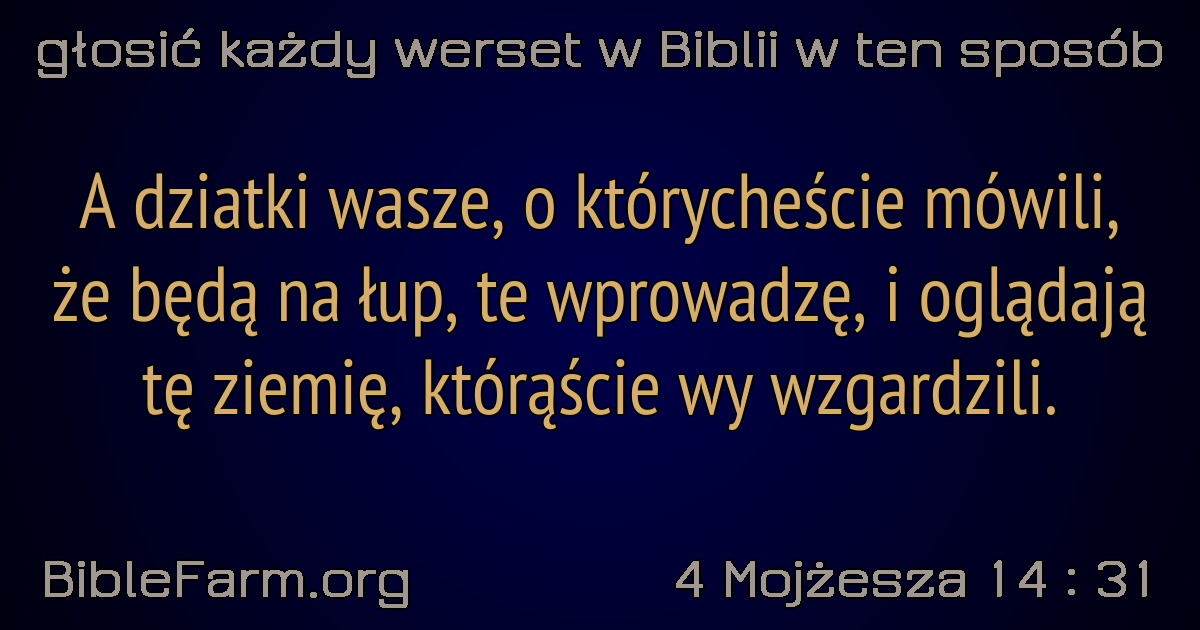 głosić każdy werset w Biblii w ten sposób
A dziatki wasze, o którycheście mówili,
że będą na łup, te wprowadzę, i oglądają
tę ziemię, którąście wy wzgardzili.
BibleFarm.org
4 Mojżesza 14 : 31